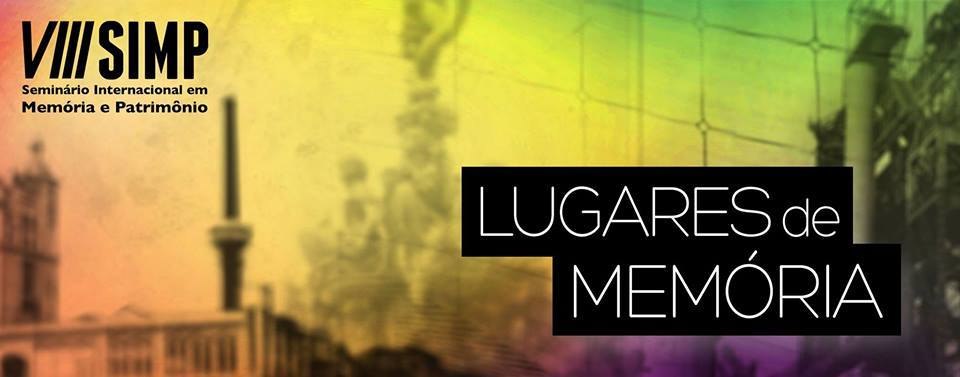 VIII SIMP
Seminário Internacional em
Memória e Patrimônio
LUGARES de
MEMÓRIA